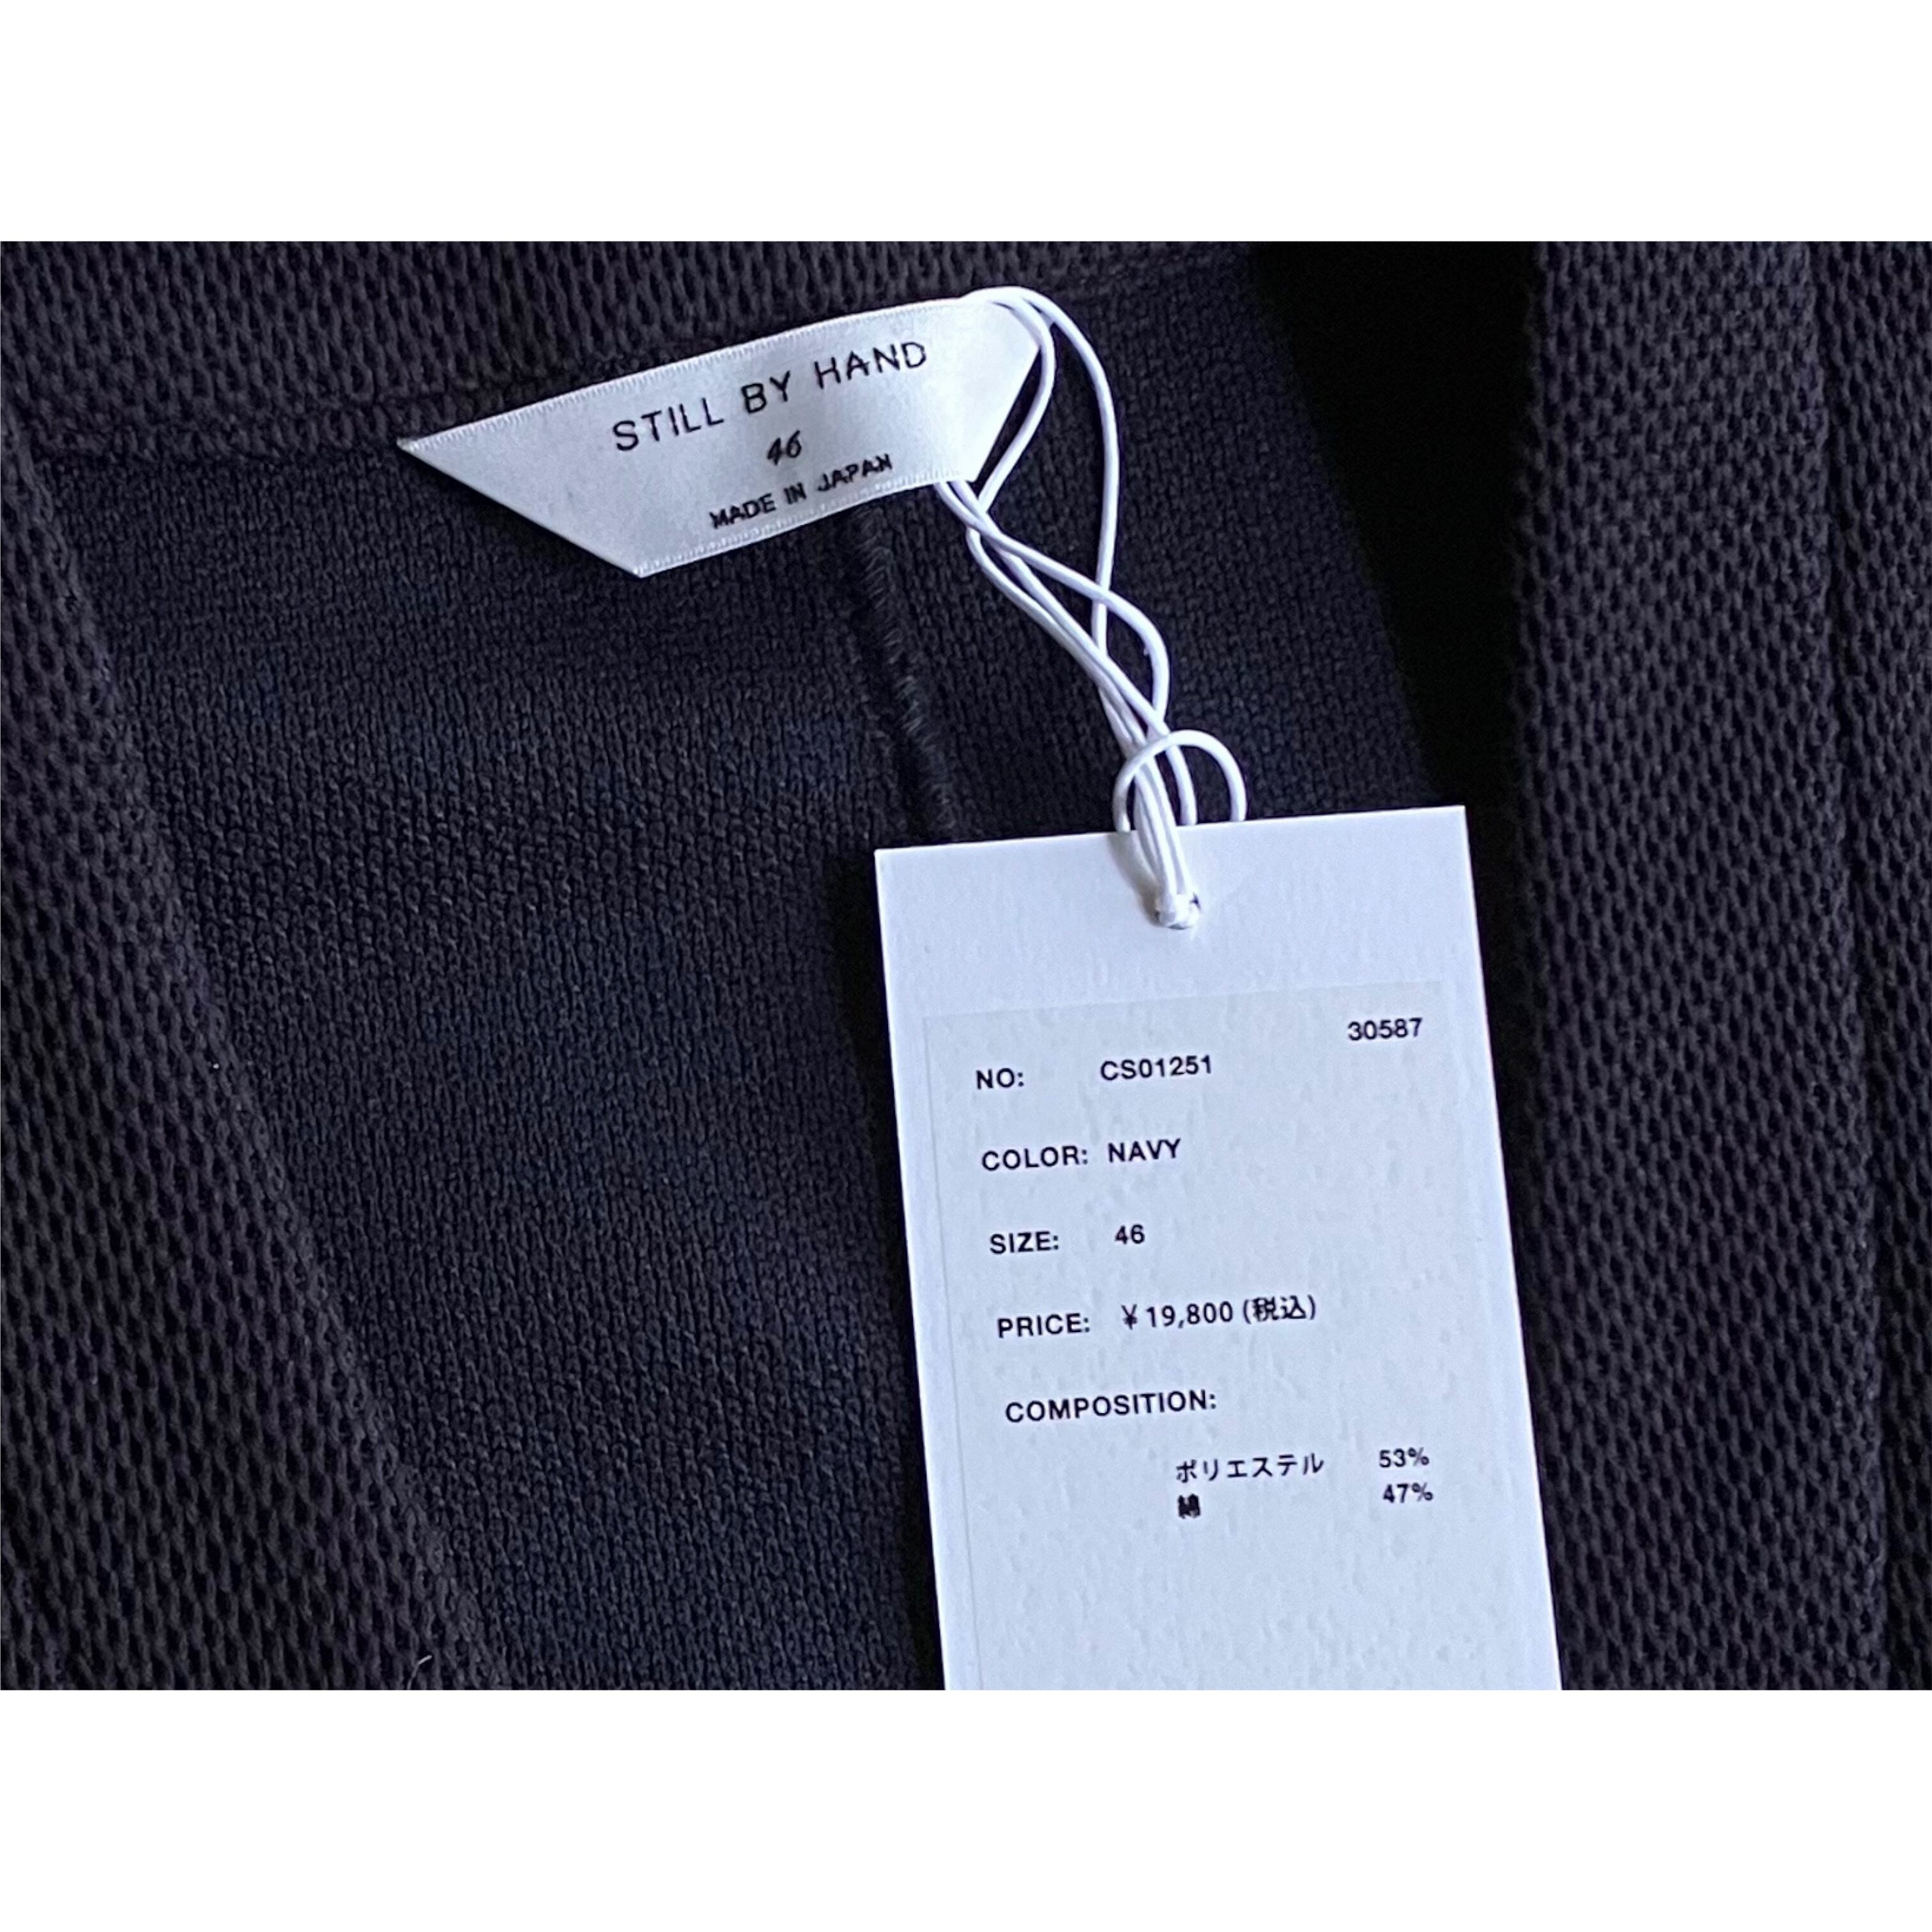 STILL BY HAND
46
MADE IN JAPAN
30587
NO: CS01251
COLOR: NAVY
SIZE: 46
PRICE: ¥19,800 (税込)
COMPOSITION:
ポリエステル 53%
綿 47%